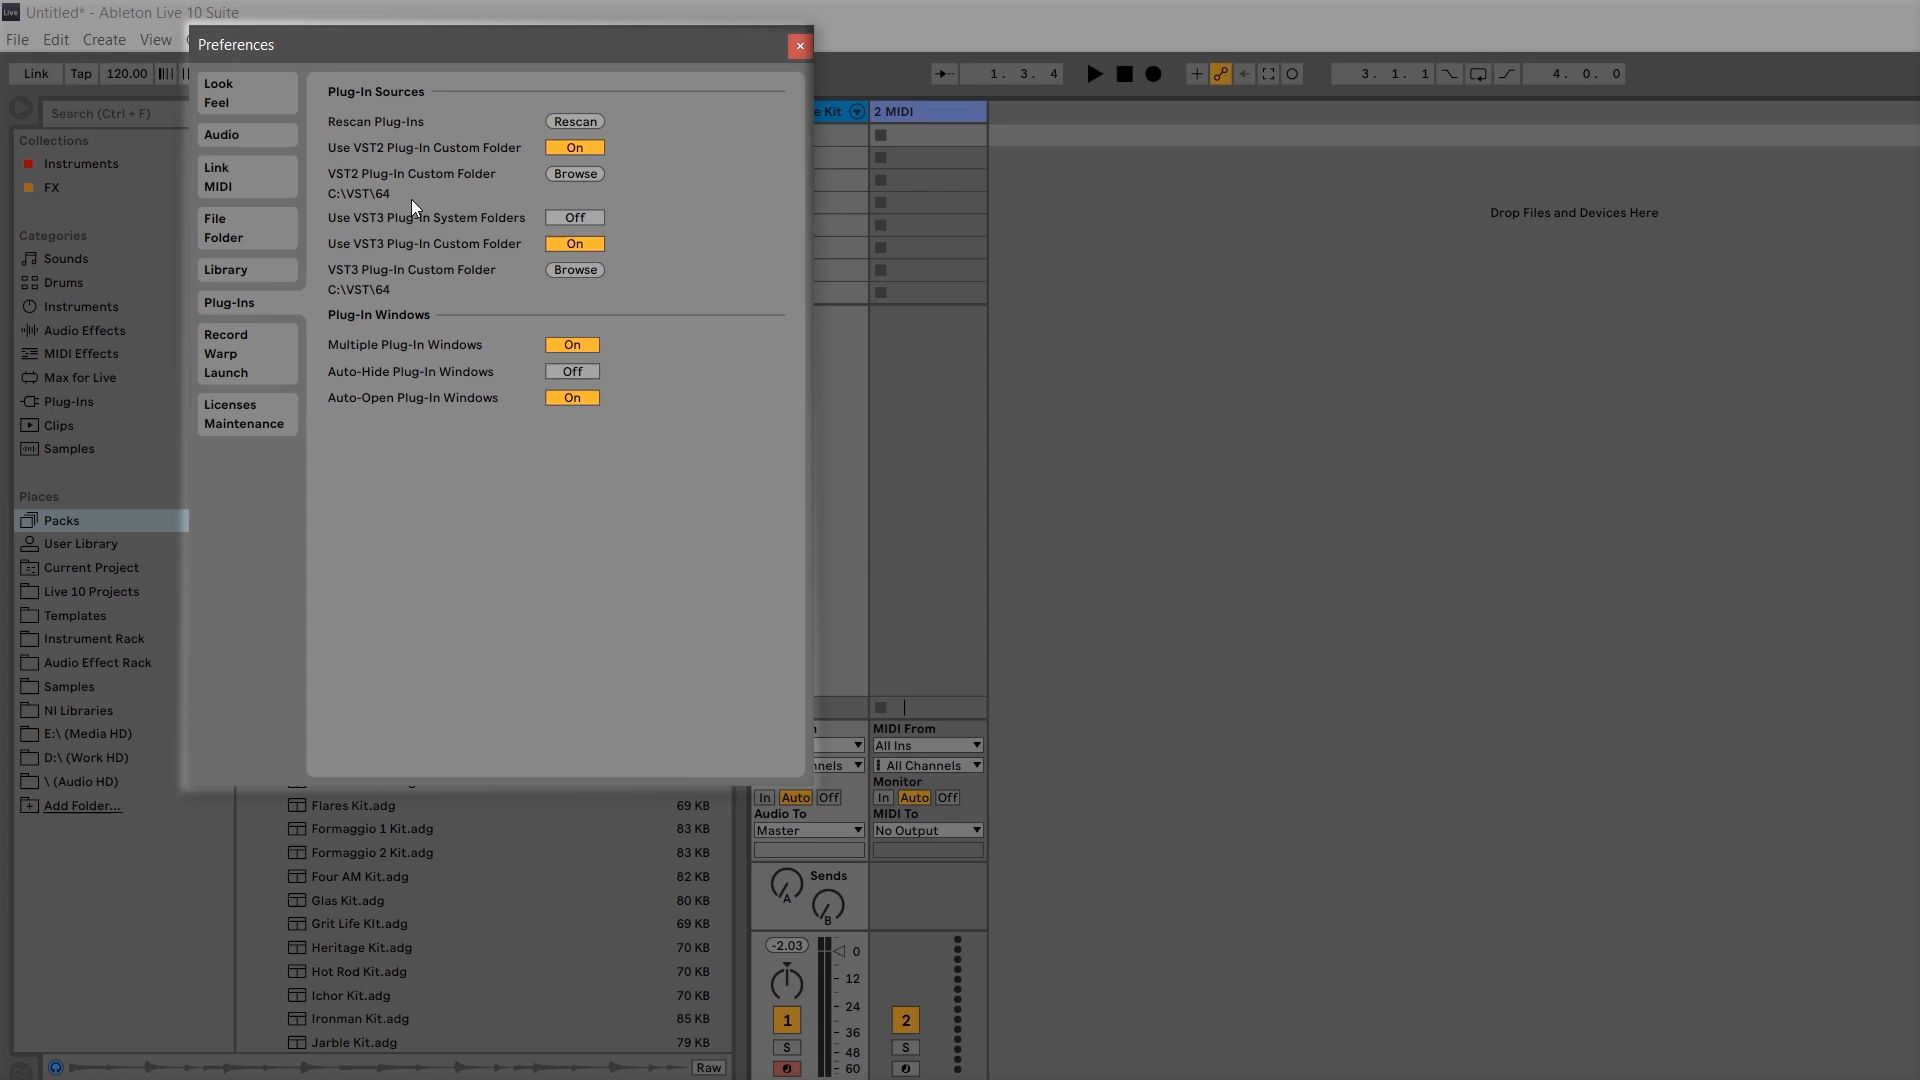 Live Untitled* - Ableton Live 10 Suite
File Edit Create View
Preferences
Link Tap 120.00
1. 3. 4
3. 1. 1
4. 0. 0
Search (Ctrl + F)
Collections
Instruments
FX
Categories
Sounds
Drums
Instruments
Audio Effects
MIDI Effects
Max for Live
Plug-Ins
Clips
Samples
Places
Packs
User Library
Current Project
Live 10 Projects
Templates
Instrument Rack
Audio Effect Rack
Samples
NI Libraries
E:\ (Media HD)
D:\ (Work HD)
\ (Audio HD)
Add Folder...
Look
Feel
Audio
Link
MIDI
File
Folder
Library
Plug-Ins
Record
Warp
Launch
Licenses
Maintenance
Plug-In Sources
Rescan Plug-Ins Rescan
Use VST2 Plug-In Custom Folder On
VST2 Plug-In Custom Folder Browse
C:\VST\64
Use VST3 Plug-In System Folders Off
Use VST3 Plug-In Custom Folder On
VST3 Plug-In Custom Folder Browse
C:\VST\64
Plug-In Windows
Multiple Plug-In Windows On
Auto-Hide Plug-In Windows Off
Auto-Open Plug-In Windows On
Flares Kit.adg 69 KB
Formaggio 1 Kit.adg 83 KB
Formaggio 2 Kit.adg 83 KB
Four AM Kit.adg 82 KB
Glas Kit.adg 80 KB
Grit Life KIt.adg 69 KB
Heritage Kit.adg 70 KB
Hot Rod Kit.adg 70 KB
Ichor Kit.adg 70 KB
Ironman Kit.adg 85 KB
Jarble Kit.adg 79 KB
Raw
e Kit 2 MIDI
Drop Files and Devices Here
nnels
In Auto Off
Audio To
Master
Sends
A
B
-2.03
0
12
24
36
48
60
1
S
MIDI From
All Ins
All Channels
Monitor
In Auto Off
MIDI To
No Output
2
S